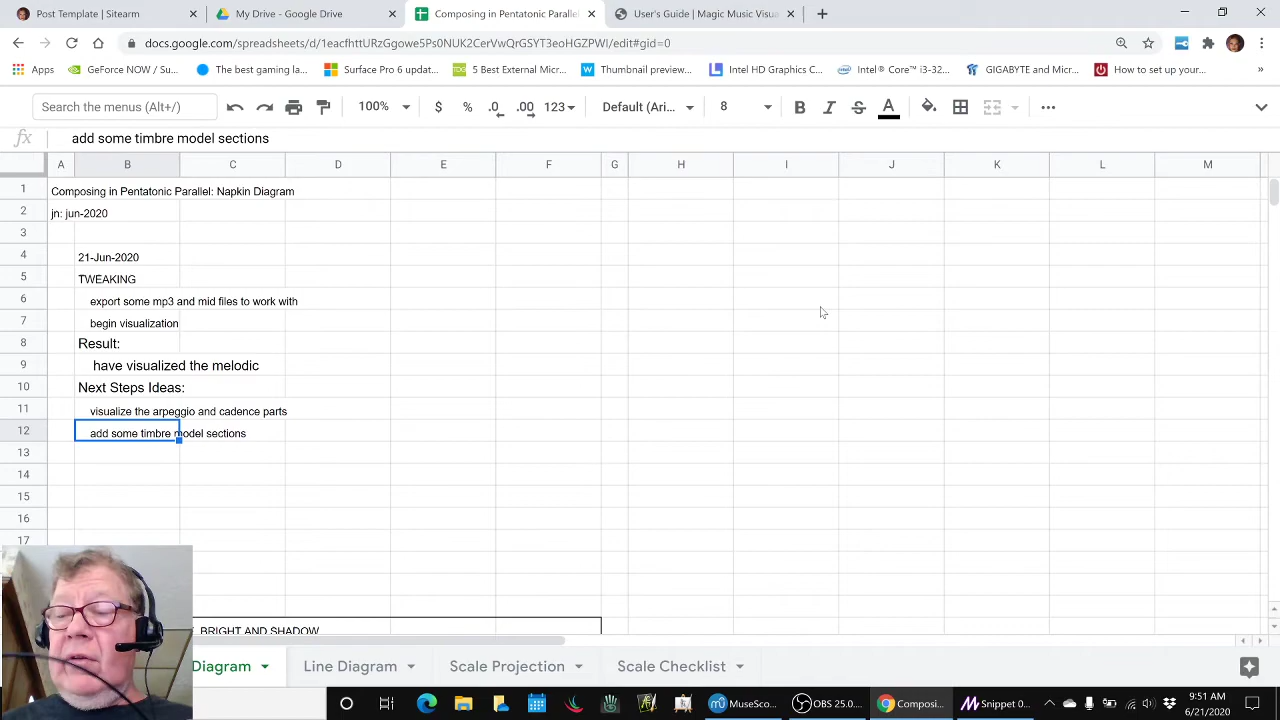 Post Template | Sitearm
My Drive - Google Drive
Composing in Pentatonic Parallel
User's Guide | Magic Music Visua
docs.google.com/spreadsheets/d/1eacfhttURzGgowe5Ps0NUK2CerVwQrGSYT3eoHGZPWI/edit#gid=0
Apps
GeForce NOW / Su...
The best gaming la...
Surface Pro 6 updat...
5 Best External Micr...
Thumbnail preview...
Intel HD Graphics C...
Intel® Core™ i3-32...
GIGABYTE and Micr...
How to set up your...
Search the menus (Alt+/)
100%
$ % .0 .00 123
Default (Ari...
8
B I S A
fx add some timbre model sections
A B C D E F G H I J K L M
1 Composing in Pentatonic Parallel: Napkin Diagram
2 jn: jun-2020
3
4 21-Jun-2020
5 TWEAKING
6 export some mp3 and mid files to work with
7 begin visualization
8 Result:
9 have visualized the melodic
10 Next Steps Ideas:
11 visualize the arpeggio and cadence parts
12 add some timbre model sections
13
14
15
16
17
BRIGHT AND SHADOW
Diagram
Line Diagram
Scale Projection
Scale Checklist
MuseSco...
OBS 25.0...
Composi...
Snippet 0...
9:51 AM
6/21/2020